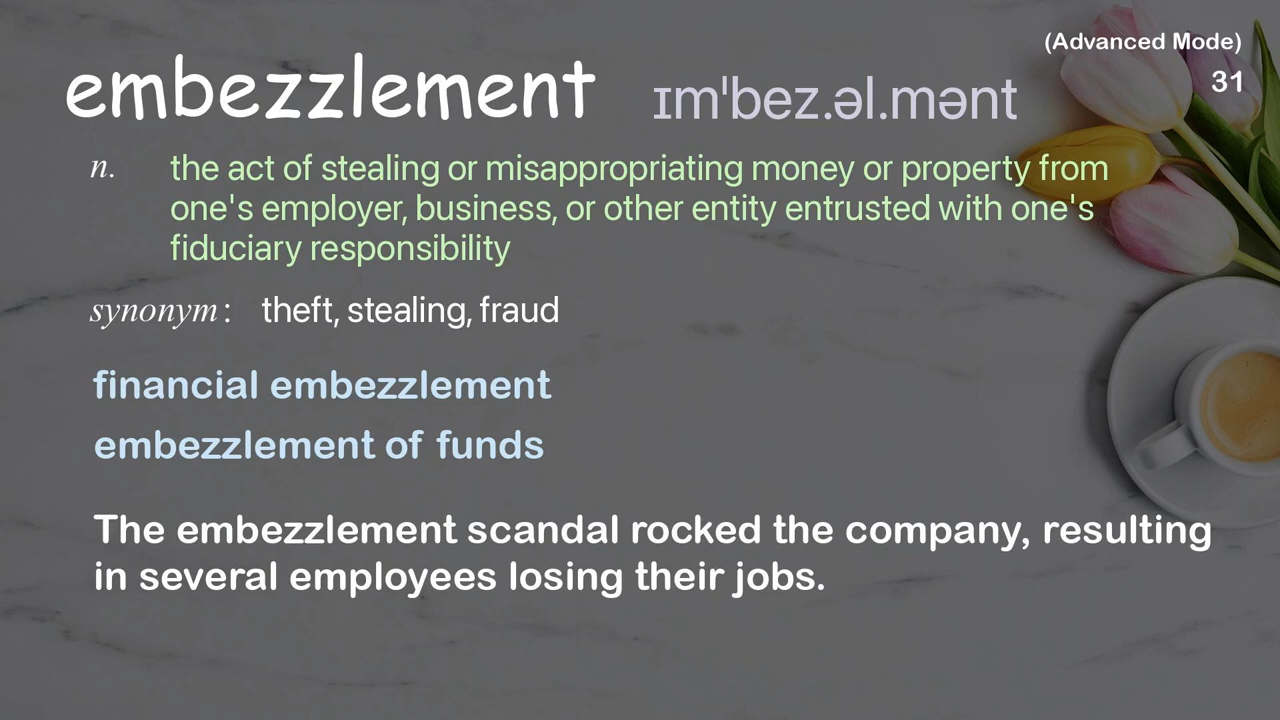 (Advanced Mode)
embezzlement ɪm'bez.əl.mənt 31
n. the act of stealing or misappropriating money or property from
one's employer, business, or other entity entrusted with one's
fiduciary responsibility
synonym: theft, stealing, fraud
financial embezzlement
embezzlement of funds
The embezzlement scandal rocked the company, resulting
in several employees losing their jobs.